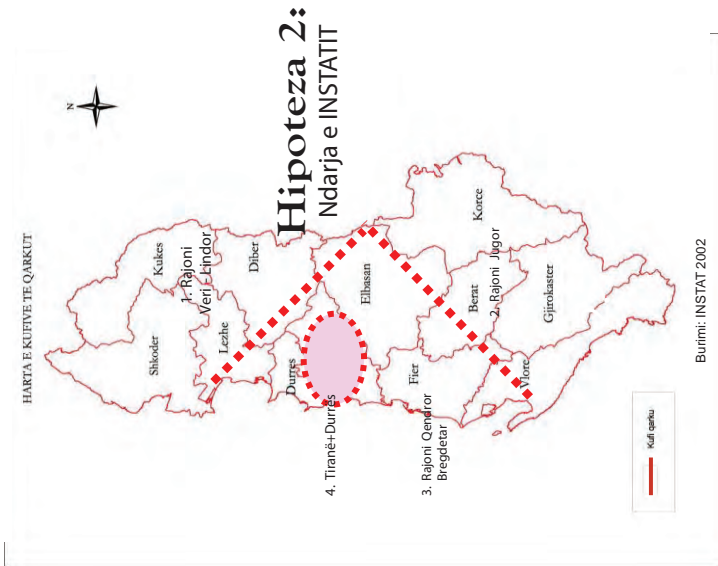 HARTA E KUFIVE TE QARKUT
N
Hipoteza 2:
Ndarja e INSTATIT
Shkoder
Kukes
1. Rajoni
Veri - Lindor
Lezhe
Diber
Durres
4. Tiranë+Durrës
Elbasan
Fier
3. Rajoni Qendror
Bregdetar
Berat
2. Rajoni Jugor
Korce
Vlore
Gjirokaster
Kufi qarku
Burimi: INSTAT 2002